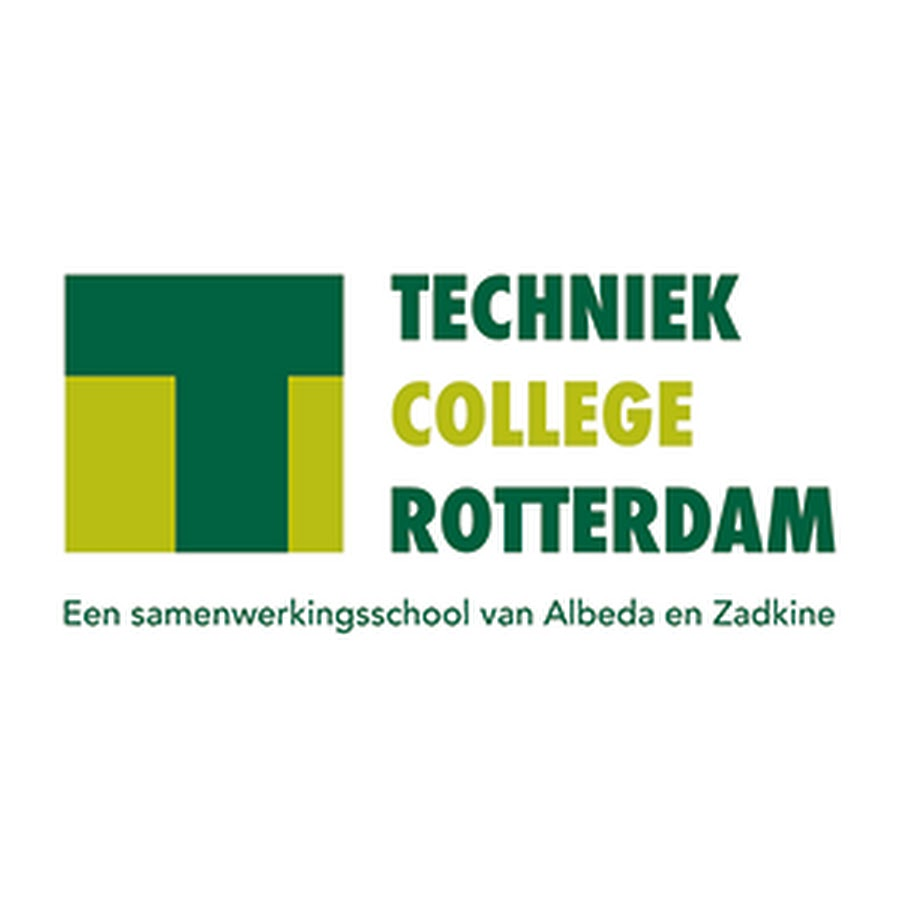 TECHNIEK
COLLEGE
ROTTERDAM
Een samenwerkingsschool van Albeda en Zadkine